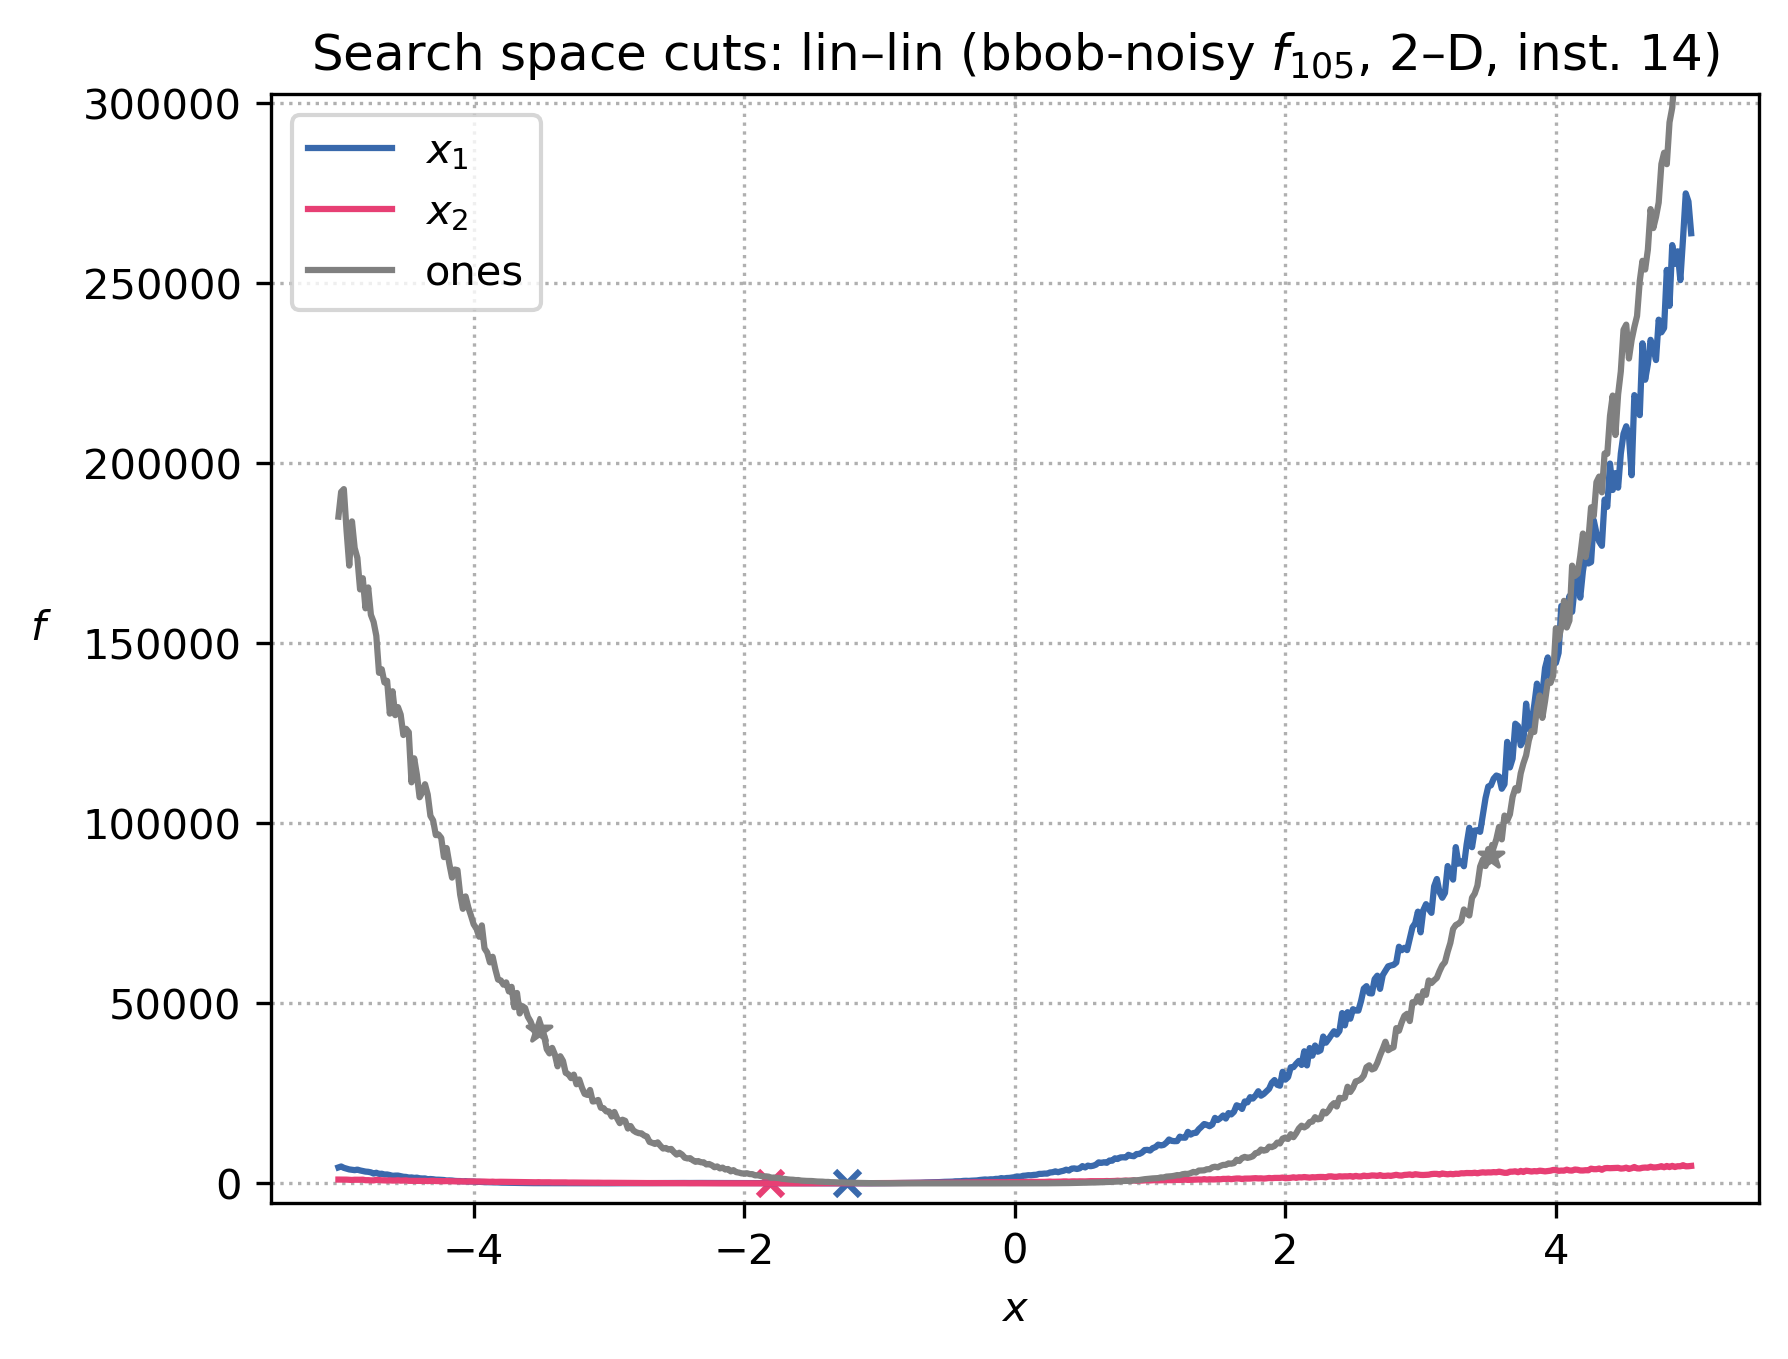 Search space cuts: lin–lin (bbob-noisy f₁₀₅, 2–D, inst. 14)
300000
250000
200000
150000
100000
50000
0
f
x₁
x₂
ones
−4
−2
0
2
4
x